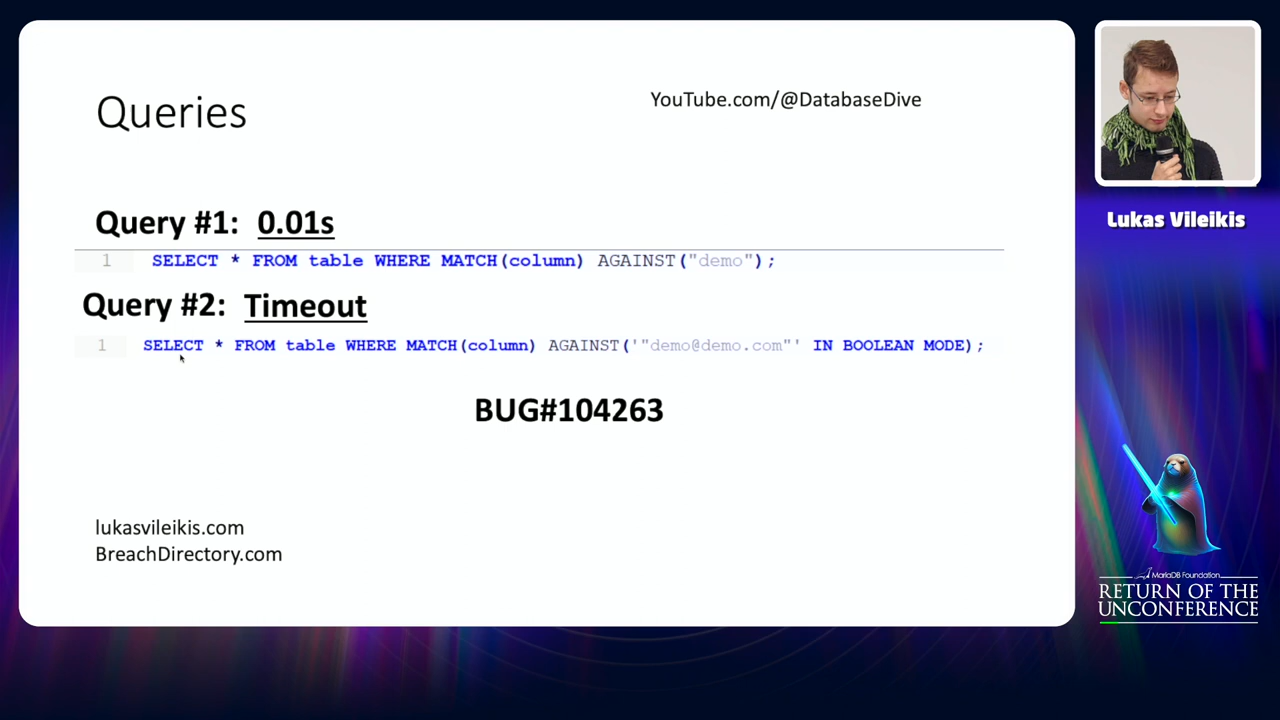 Queries
YouTube.com/@DatabaseDive
Query #1: 0.01s
1 SELECT * FROM table WHERE MATCH(column) AGAINST("demo");
Query #2: Timeout
1 SELECT * FROM table WHERE MATCH(column) AGAINST('"demo@demo.com"' IN BOOLEAN MODE);
BUG#104263
lukasvileikis.com
BreachDirectory.com
Lukas Vileikis
MariaDB Foundation
RETURN OF THE
UNCONFERENCE